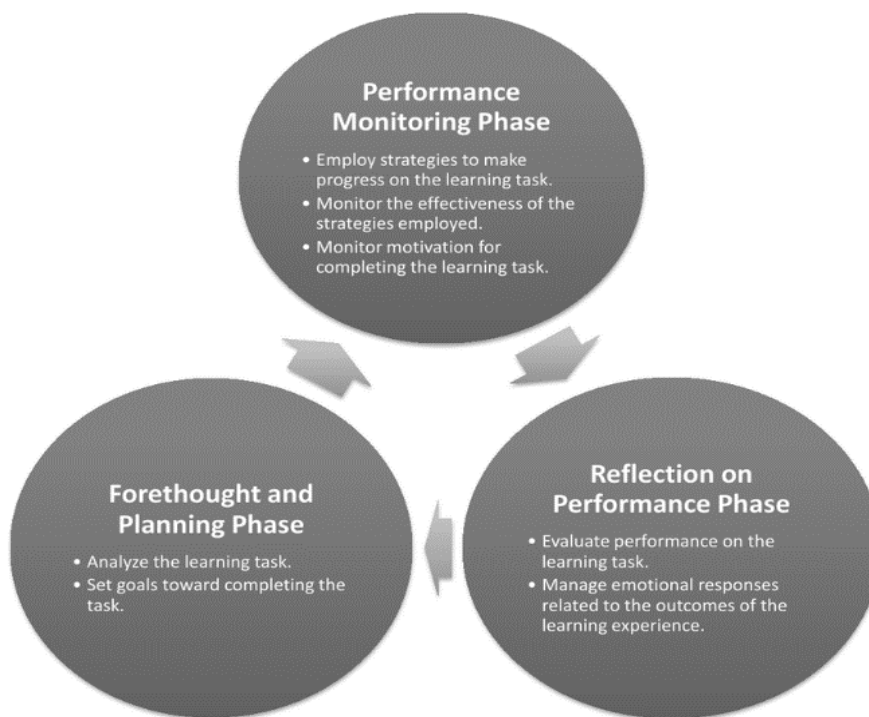 Performance
Monitoring Phase
• Employ strategies to make
progress on the learning task.
• Monitor the effectiveness of the
strategies employed.
• Monitor motivation for
completing the learning task.
Forethought and
Planning Phase
• Analyze the learning task.
• Set goals toward completing the
task.
Reflection on
Performance Phase
• Evaluate performance on the
learning task.
• Manage emotional responses
related to the outcomes of the
learning experience.